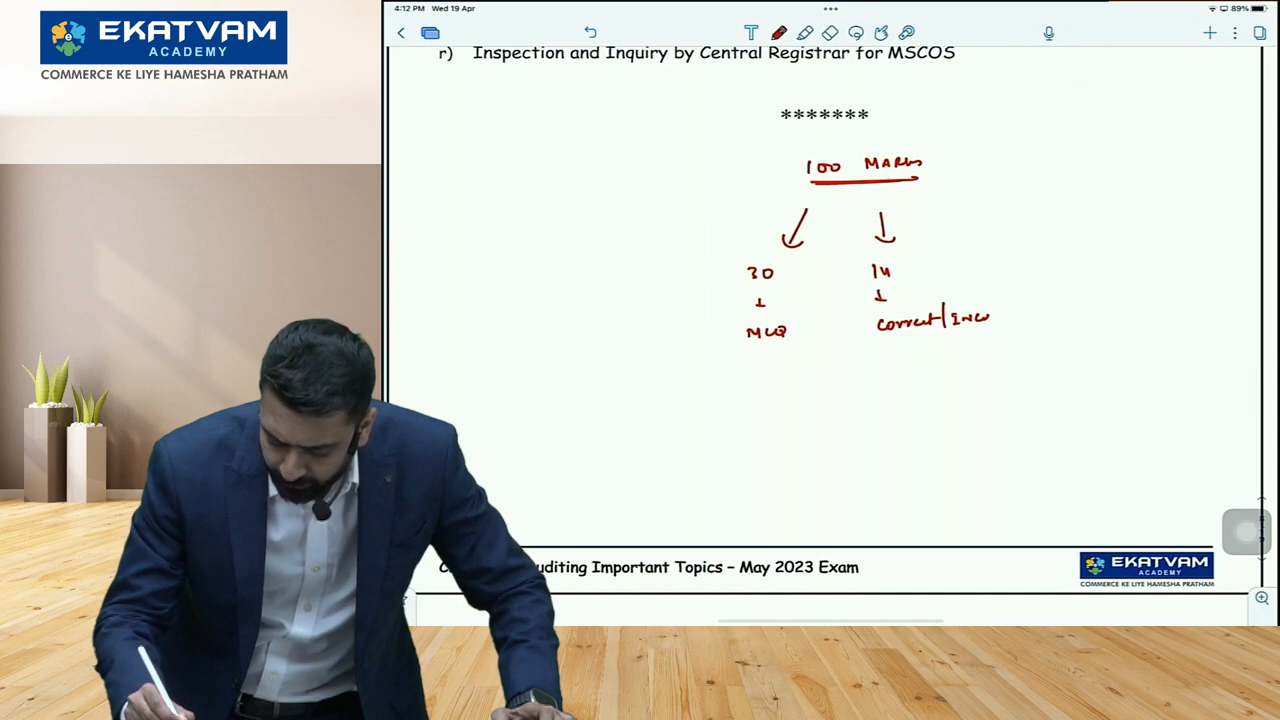 EKATVAM
ACADEMY
COMMERCE KE LIYE HAMESHA PRATHAM
4:12 PM Wed 19 Apr
89%
r) Inspection and Inquiry by Central Registrar for MSCOS
*******
100 MARKS
30 14
MCQ Correct/Inco
uditing Important Topics – May 2023 Exam
EKATVAM
ACADEMY
COMMERCE KE LIYE HAMESHA PRATHAM